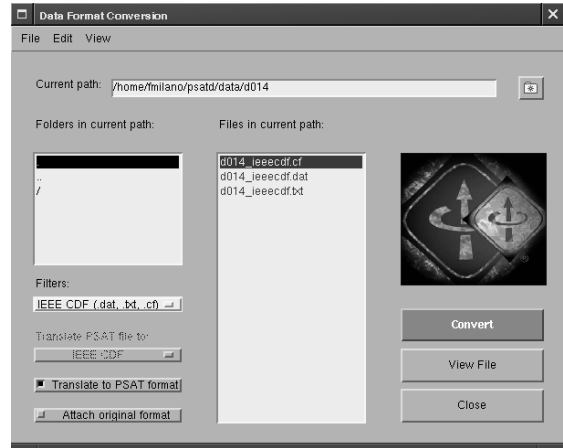 Data Format Conversion
File Edit View
Current path: /home/fmilano/psatd/data/d014
Folders in current path:
Files in current path:
.
..
/
d014_ieeecdf.cf
d014_ieeecdf.dat
d014_ieeecdf.txt
Filters:
IEEE CDF (.dat, .txt, .cf)
Translate PSAT file to:
IEEE CDF
Translate to PSAT format
Attach original format
Convert
View File
Close